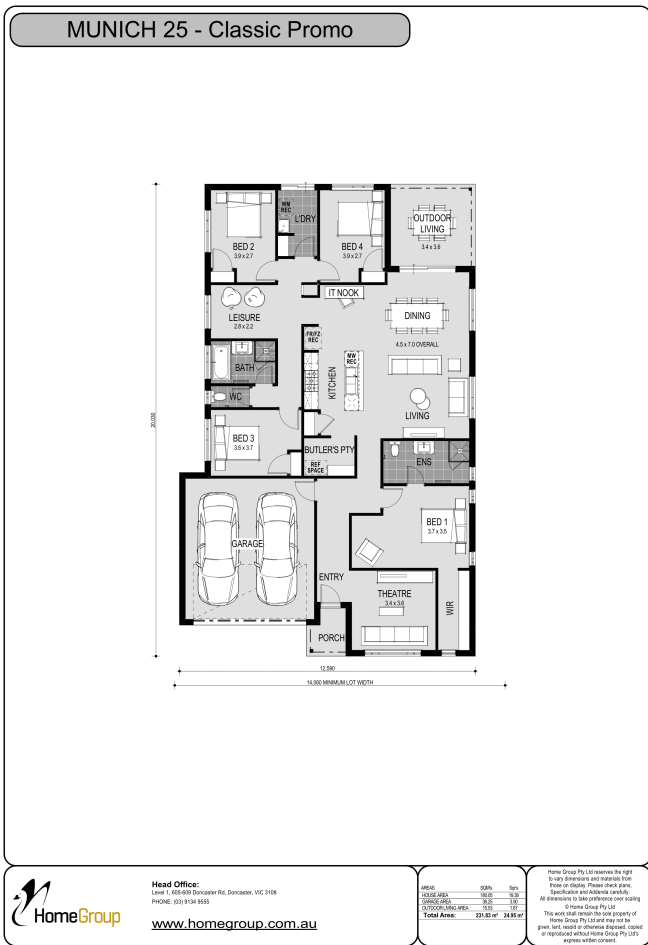 MUNICH 25 - Classic Promo
WM
REC
L'DRY
BED 2
3.9 x 2.7
BED 4
3.9 x 2.7
OUTDOOR
LIVING
3.4 x 3.6
IT NOOK
LEISURE
2.8 x 2.2
DINING
4.5 x 7.0 OVERALL
FR/FZ
REC
MW
REC
BATH
KITCHEN
WC
LIVING
BED 3
3.6 x 3.7
BUTLER'S PTY
REF
SPACE
ENS
20,030
GARAGE
BED 1
3.7 x 3.5
ENTRY
THEATRE
3.4 x 3.6
WIR
PORCH
12,590
14,060 MINIMUM LOT WIDTH
HomeGroup
Head Office:
Level 1, 605-609 Doncaster Rd, Doncaster, VIC 3108
PHONE: (03) 9134 9555
www.homegroup.com.au
AREAS SQM's Sq's
HOUSE AREA 180.05 19.38
GARAGE AREA 36.25 3.90
OUTDOOR LIVING AREA 15.53 1.67
Total Area: 231.83 m² 24.95 m²
Home Group Pty Ltd reserves the right
to vary dimensions and materials from
those on display. Please check plans,
Specification and Addenda carefully.
All dimensions to take preference over scaling
© Home Group Pty Ltd
This work shall remain the sole property of
Home Group Pty Ltd and may not be
given, lent, resold or otherwise disposed, copied
or reproduced without Home Group Pty Ltd's
express written consent.